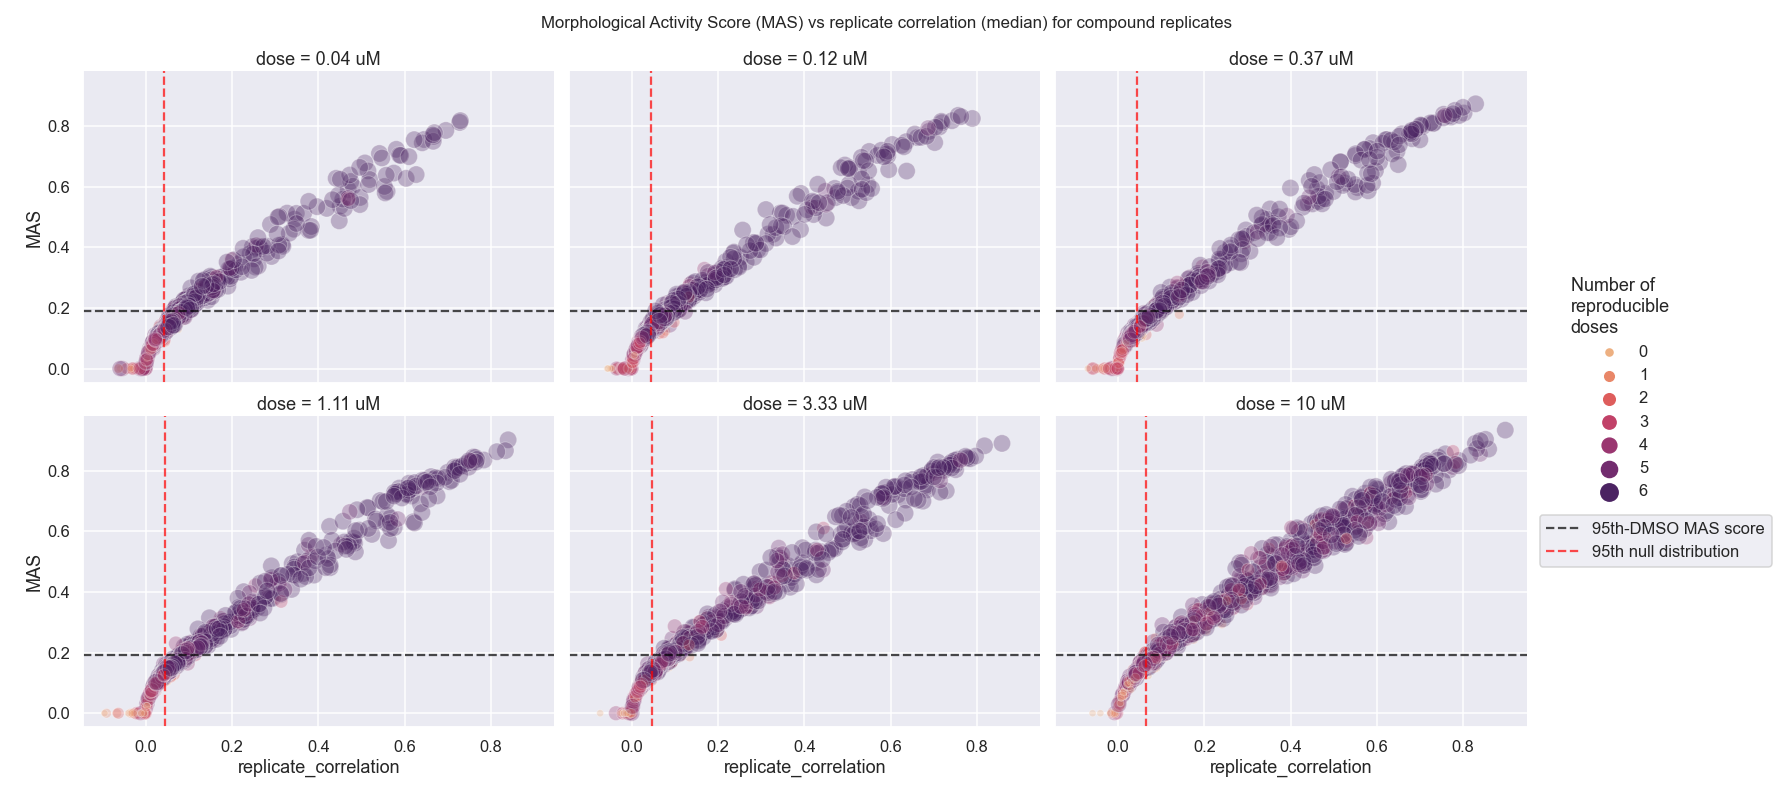 Morphological Activity Score (MAS) vs replicate correlation (median) for compound replicates
dose = 0.04 uM
dose = 0.12 uM
dose = 0.37 uM
MAS
0.8
0.6
0.4
0.2
0.0
dose = 1.11 uM
dose = 3.33 uM
dose = 10 uM
MAS
0.8
0.6
0.4
0.2
0.0
0.0 0.2 0.4 0.6 0.8
0.0 0.2 0.4 0.6 0.8
0.0 0.2 0.4 0.6 0.8
replicate_correlation
replicate_correlation
replicate_correlation
Number of
reproducible
doses
0
1
2
3
4
5
6
95th-DMSO MAS score
95th null distribution